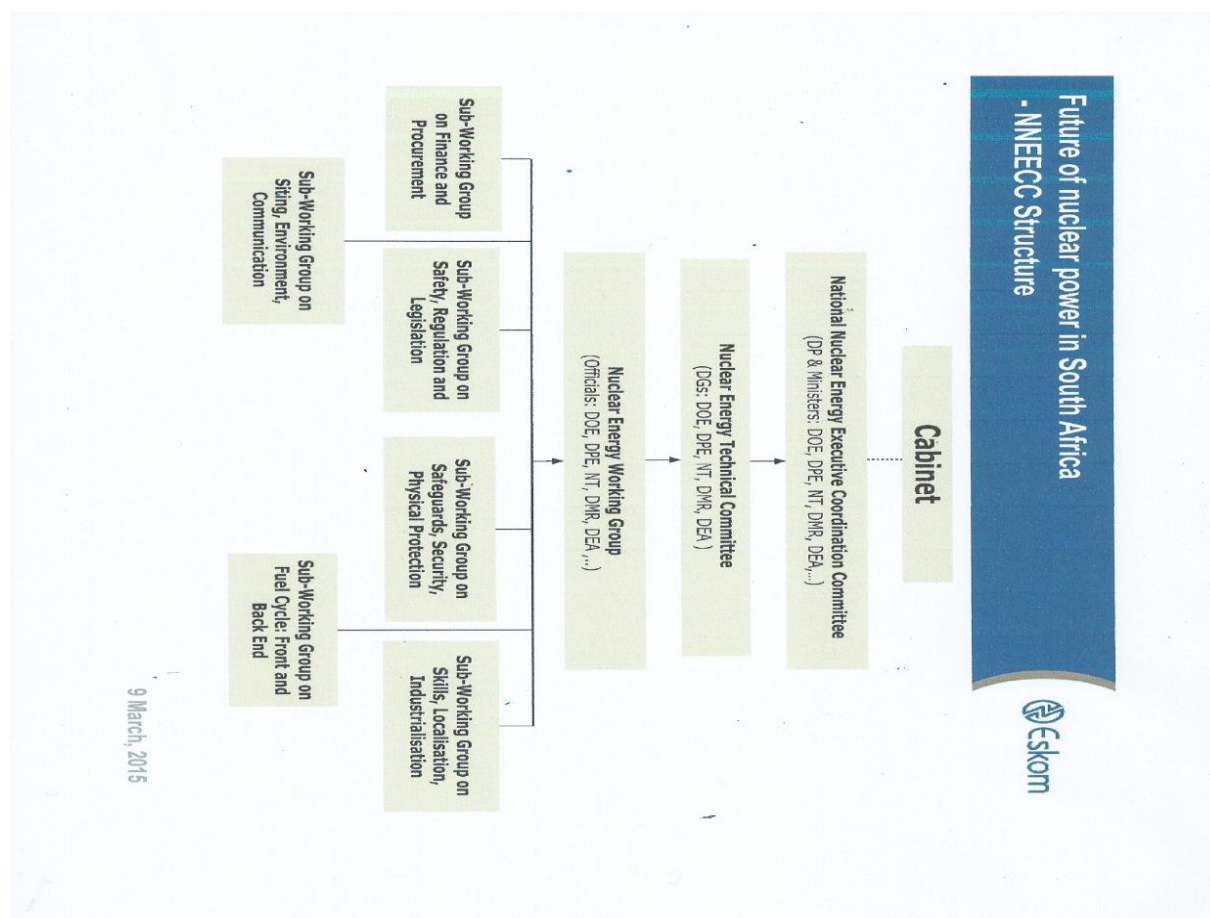 Future of nuclear power in South Africa
- NNEECC Structure
Eskom
Cabinet
National Nuclear Energy Executive Coordination Committee
(DP & Ministers: DOE, DPE, NT, DMR, DEA,...)
Nuclear Energy Technical Committee
(DGs: DOE, DPE, NT, DMR, DEA )
Nuclear Energy Working Group
(Officials: DOE, DPE, NT, DMR, DEA ,..)
Sub-Working Group
on Finance and
Procurement
Sub-Working Group on
Safety, Regulation and
Legislation
Sub-Working Group on
Safeguards, Security,
Physical Protection
Sub-Working Group on
Skills, Localisation,
Industrialisation
Sub-Working Group on
Siting, Environment,
Communication
Sub-Working Group on
Fuel Cycle: Front and
Back End
9 March, 2015